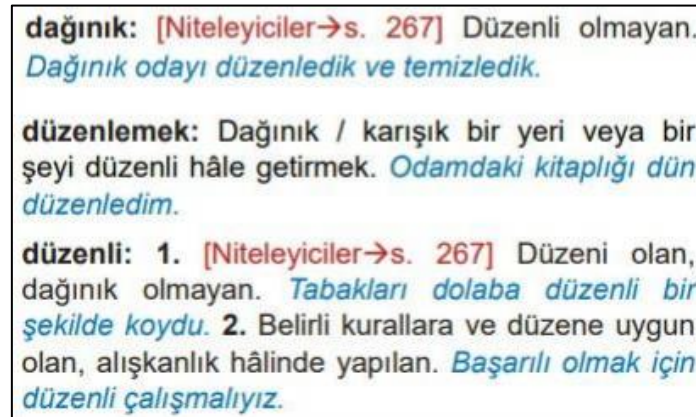 dağınık: [Niteleyiciler→s. 267] Düzenli olmayan.
Dağınık odayı düzenledik ve temizledik.
düzenlemek: Dağınık / karışık bir yeri veya bir
şeyi düzenli hâle getirmek. Odamdaki kitaplığı dün
düzenledim.
düzenli: 1. [Niteleyiciler→s. 267] Düzeni olan,
dağınık olmayan. Tabakları dolaba düzenli bir
şekilde koydu. 2. Belirli kurallara ve düzene uygun
olan, alışkanlık hâlinde yapılan. Başarılı olmak için
düzenli çalışmalıyız.